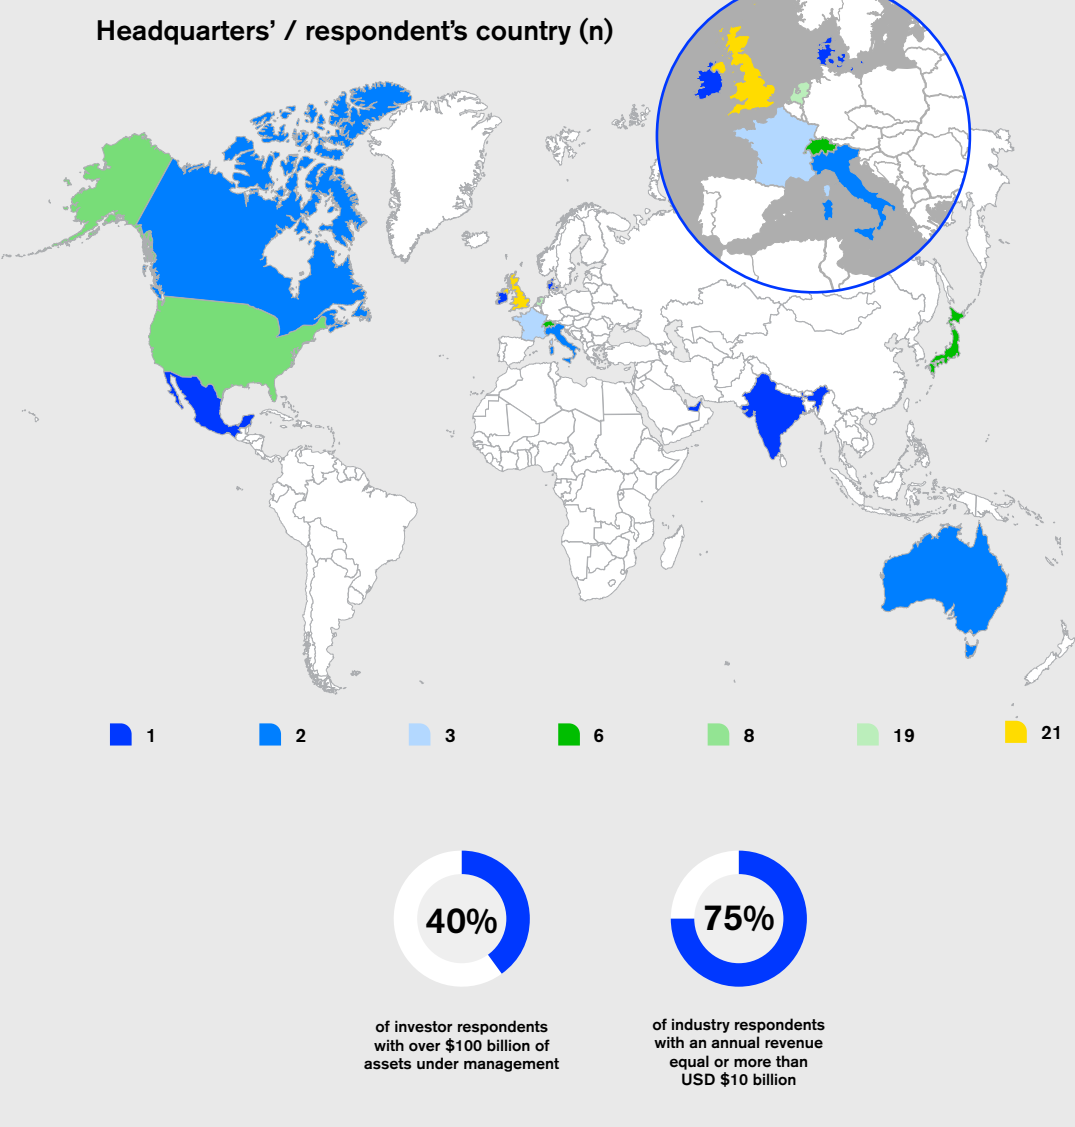 Headquarters’ / respondent’s country (n)
1
2
3
6
8
19
21
40%
of investor respondents
with over $100 billion of
assets under management
75%
of industry respondents
with an annual revenue
equal or more than
USD $10 billion